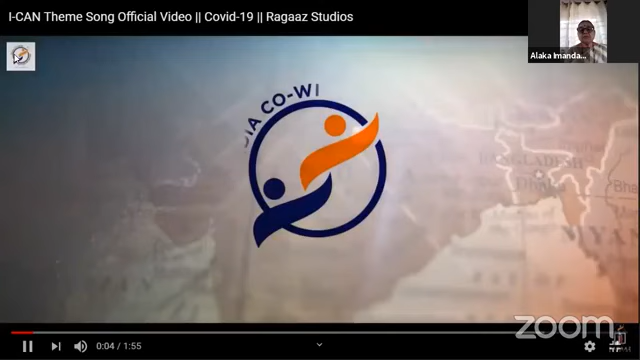 I-CAN Theme Song Official Video || Covid-19 || Ragaaz Studios
Alaka Imanda...
CO-WI
BANGLADESH
Dhaka
zoom
0:04 / 1:55